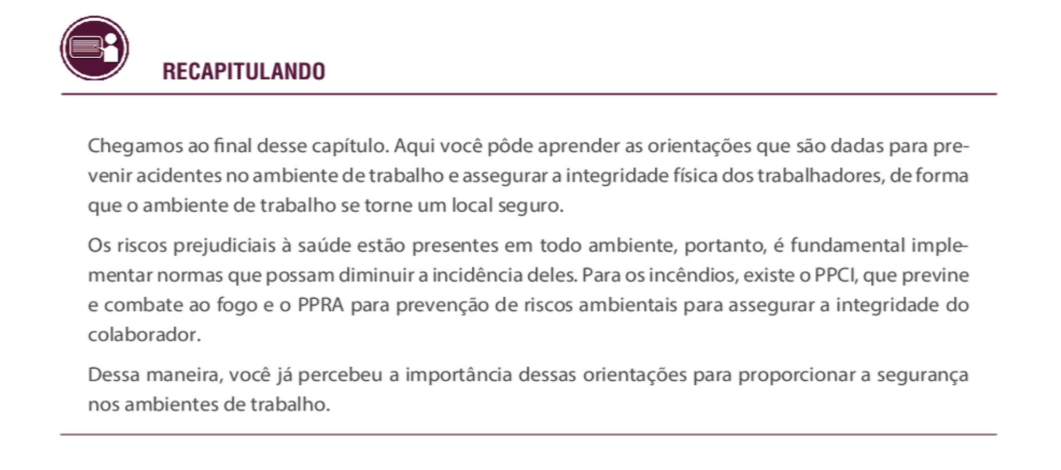 RECAPITULANDO
Chegamos ao final desse capítulo. Aqui você pôde aprender as orientações que são dadas para pre-
venir acidentes no ambiente de trabalho e assegurar a integridade física dos trabalhadores, de forma
que o ambiente de trabalho se torne um local seguro.
Os riscos prejudiciais à saúde estão presentes em todo ambiente, portanto, é fundamental imple-
mentar normas que possam diminuir a incidência deles. Para os incêndios, existe o PPCI, que previne
e combate ao fogo e o PPRA para prevenção de riscos ambientais para assegurar a integridade do
colaborador.
Dessa maneira, você já percebeu a importância dessas orientações para proporcionar a segurança
nos ambientes de trabalho.